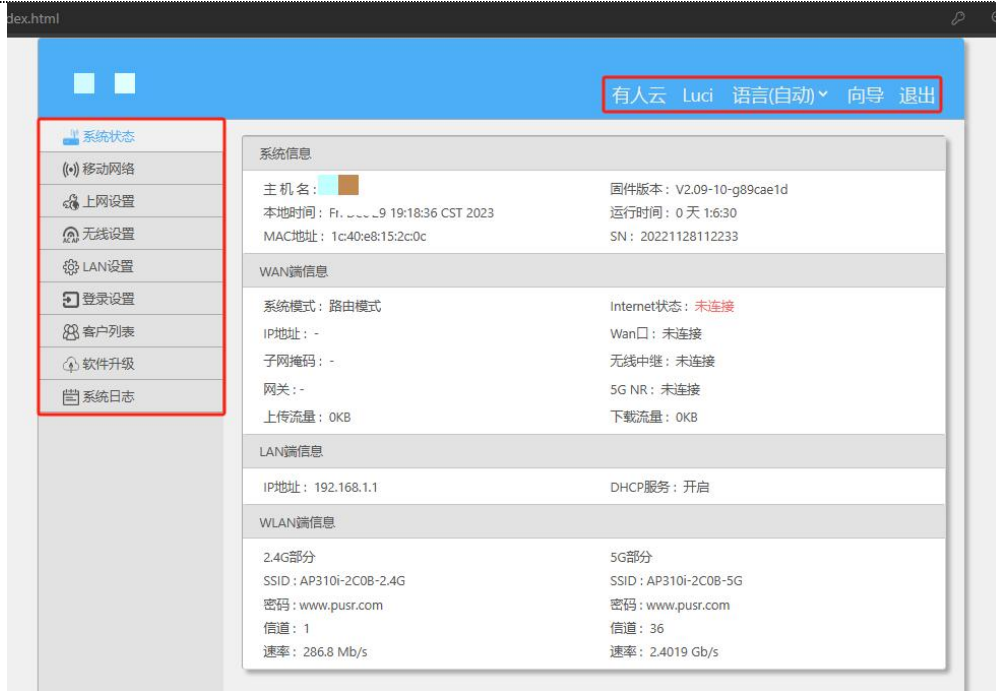 dex.html
有人云 Luci 语言(自动) 向导 退出
系统状态
移动网络
上网设置
无线设置
LAN设置
登录设置
客户列表
软件升级
系统日志
系统信息
主机名:
固件版本: V2.09-10-g89cae1d
本地时间: 19:18:36 CST 2023
运行时间: 0 天 1:6:30
MAC地址: 1c:40:e8:15:2c:0c
SN: 20221128112233
WAN端信息
系统模式: 路由模式
Internet状态: 未连接
IP地址: -
Wan口: 未连接
子网掩码: -
无线中继: 未连接
网关: -
5G NR: 未连接
上传流量: 0KB
下载流量: 0KB
LAN端信息
IP地址: 192.168.1.1
DHCP服务: 开启
WLAN端信息
2.4G部分
5G部分
SSID : AP310i-2C0B-2.4G
SSID : AP310i-2C0B-5G
密码 : www.pusr.com
密码 : www.pusr.com
信道: 1
信道: 36
速率: 286.8 Mb/s
速率: 2.4019 Gb/s